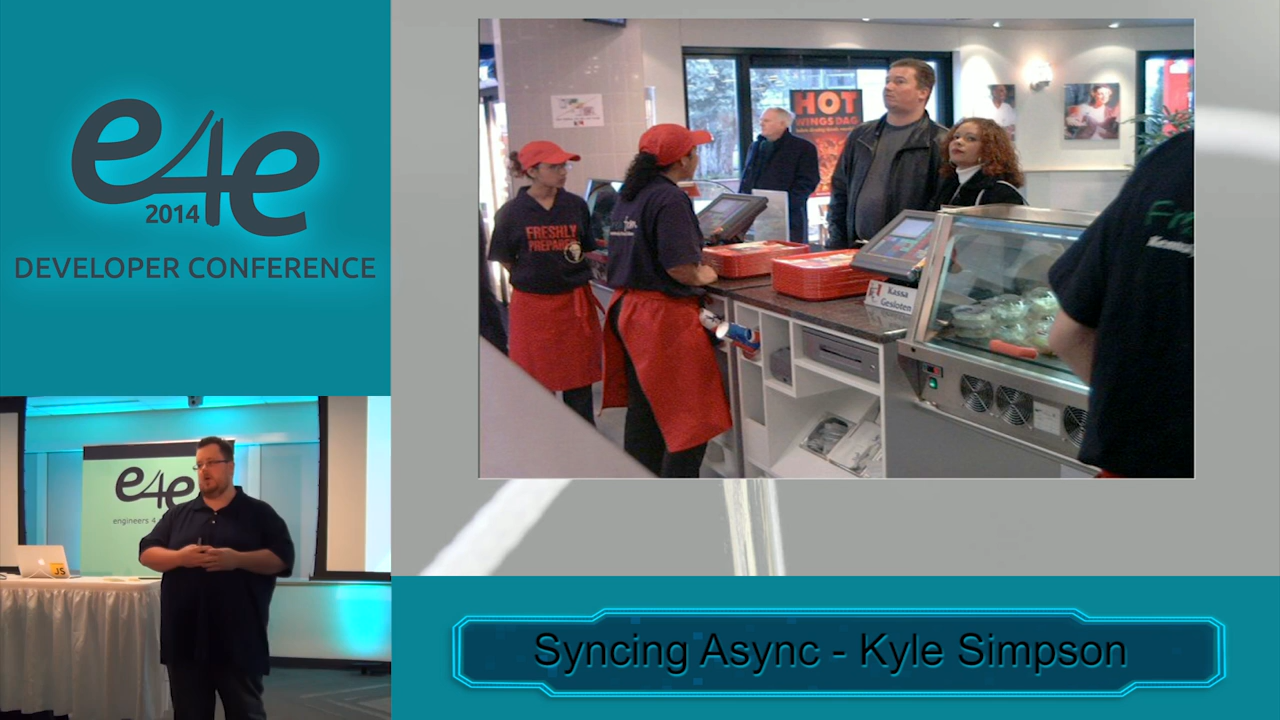 e4e
2014
DEVELOPER CONFERENCE
HOT
WINGS DAG
FRESHLY
PREPARED
Kassa
Gesloten
e4e
engineers 4
JS
Syncing Async - Kyle Simpson